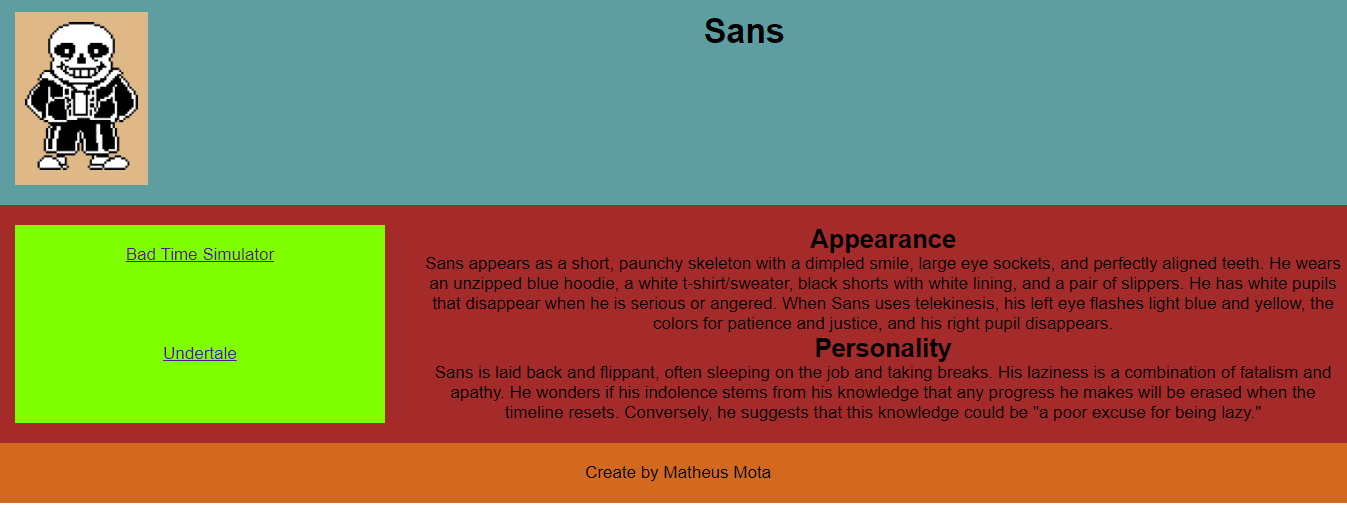 Sans
Bad Time Simulator
Undertale
Appearance
Sans appears as a short, paunchy skeleton with a dimpled smile, large eye sockets, and perfectly aligned teeth. He wears
an unzipped blue hoodie, a white t-shirt/sweater, black shorts with white lining, and a pair of slippers. He has white pupils
that disappear when he is serious or angered. When Sans uses telekinesis, his left eye flashes light blue and yellow, the
colors for patience and justice, and his right pupil disappears.
Personality
Sans is laid back and flippant, often sleeping on the job and taking breaks. His laziness is a combination of fatalism and
apathy. He wonders if his indolence stems from his knowledge that any progress he makes will be erased when the
timeline resets. Conversely, he suggests that this knowledge could be "a poor excuse for being lazy."
Create by Matheus Mota